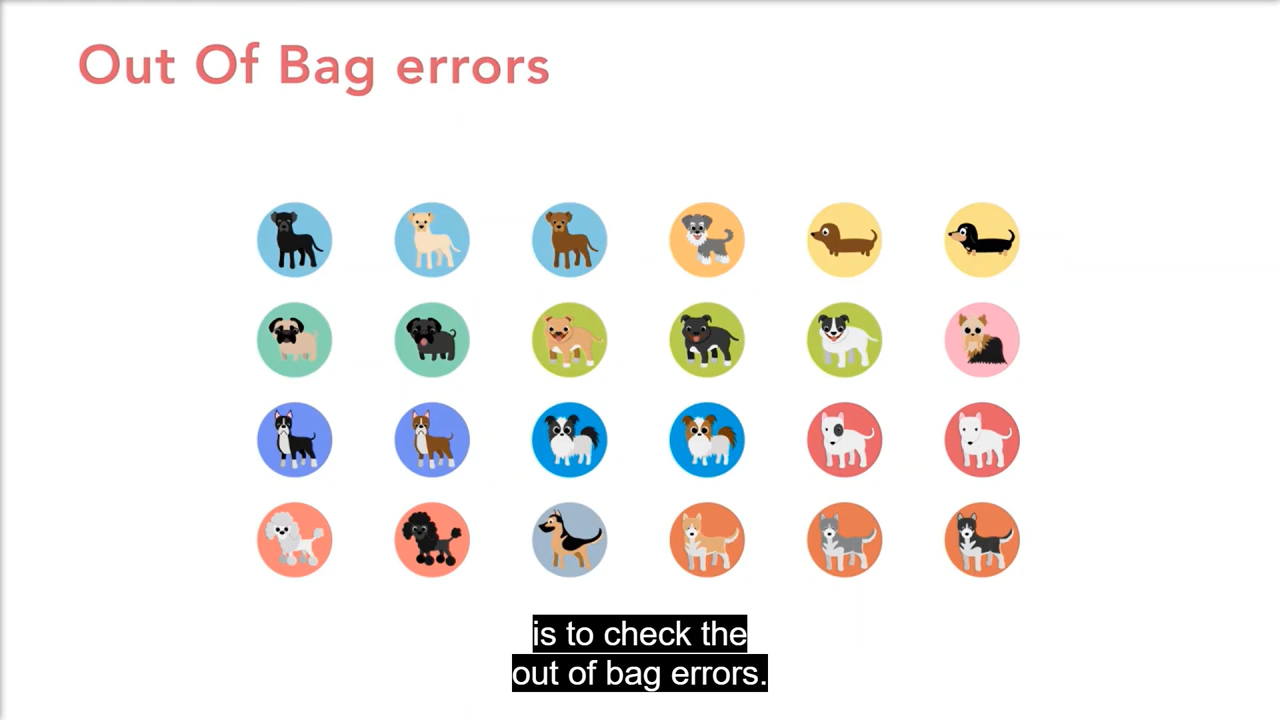 Out Of Bag errors
is to check the
out of bag errors.